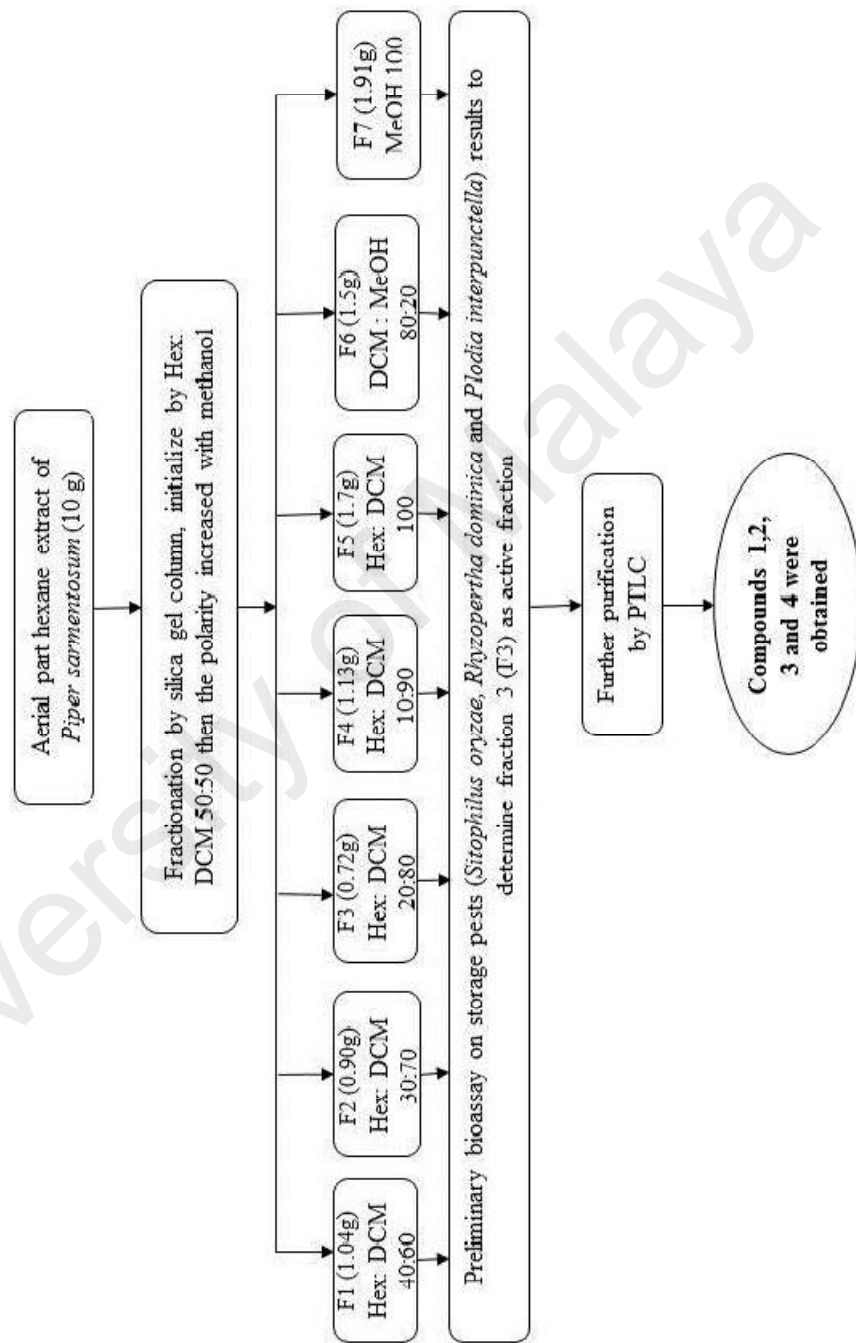 Aerial part hexane extract of
Piper sarmentosum (10 g)
Fractionation by silica gel column, initialize by Hex:
DCM 50:50 then the polarity increased with methanol
F1 (1.04g)
Hex: DCM
40:60
F2 (0.90g)
Hex: DCM
30:70
F3 (0.72g)
Hex: DCM
20:80
F4 (1.13g)
Hex: DCM
10:90
F5 (1.7g)
Hex: DCM
100
F6 (1.5g)
DCM : MeOH
80:20
F7 (1.91g)
MeOH 100
Preliminary bioassay on storage pests (Sitophilus oryzae, Rhyzopertha dominica and Plodia interpunctella) results to
determine fraction 3 (F3) as active fraction
Further purification
by PTLC
Compounds 1,2,
3 and 4 were
obtained
versity of Malaya